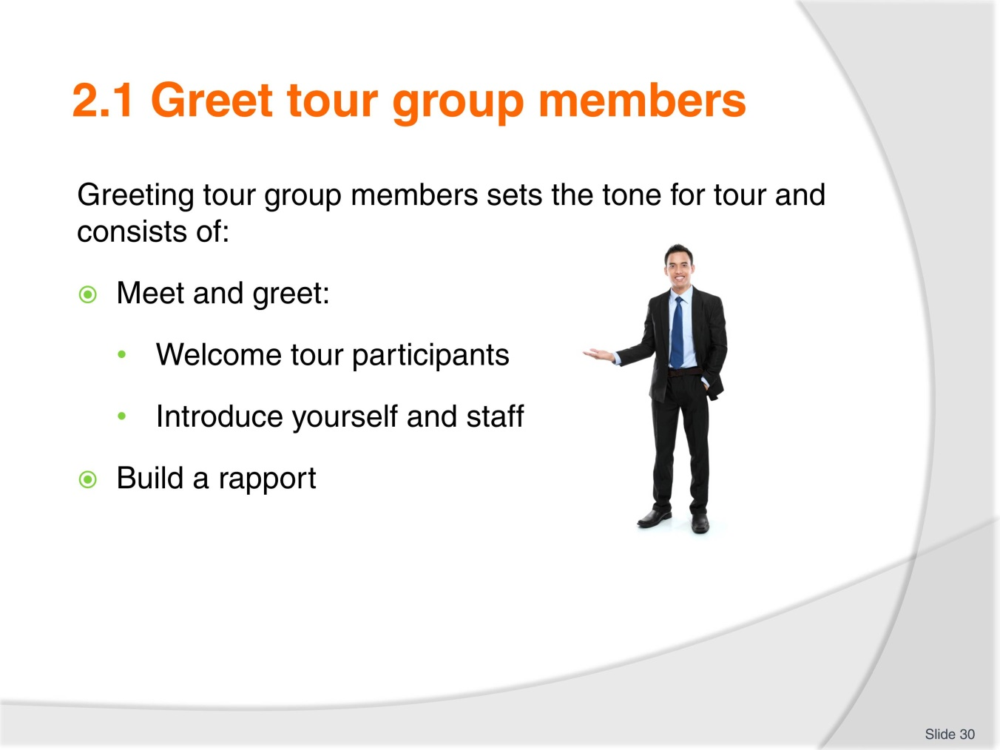 2.1 Greet tour group members
Greeting tour group members sets the tone for tour and
consists of:
Meet and greet:
• Welcome tour participants
• Introduce yourself and staff
Build a rapport
Slide 30